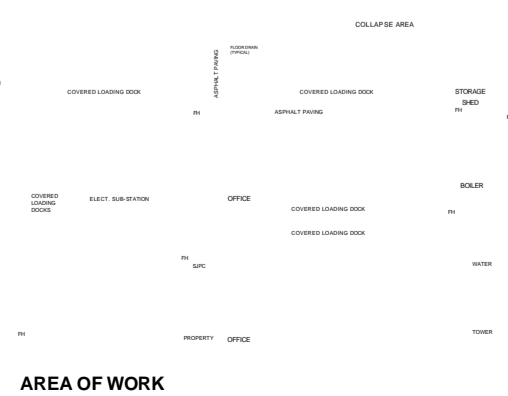 COLLAPSE AREA
FLOOR DRAIN
(TYPICAL)
ASPHALT PAVING
COVERED LOADING DOCK
COVERED LOADING DOCK
STORAGE
SHED
FH
FH
ASPHALT PAVING
BOILER
COVERED
LOADING
DOCKS
ELECT. SUB-STATION
OFFICE
COVERED LOADING DOCK
FH
COVERED LOADING DOCK
FH
SJPC
WATER
FH
TOWER
PROPERTY
OFFICE
AREA OF WORK